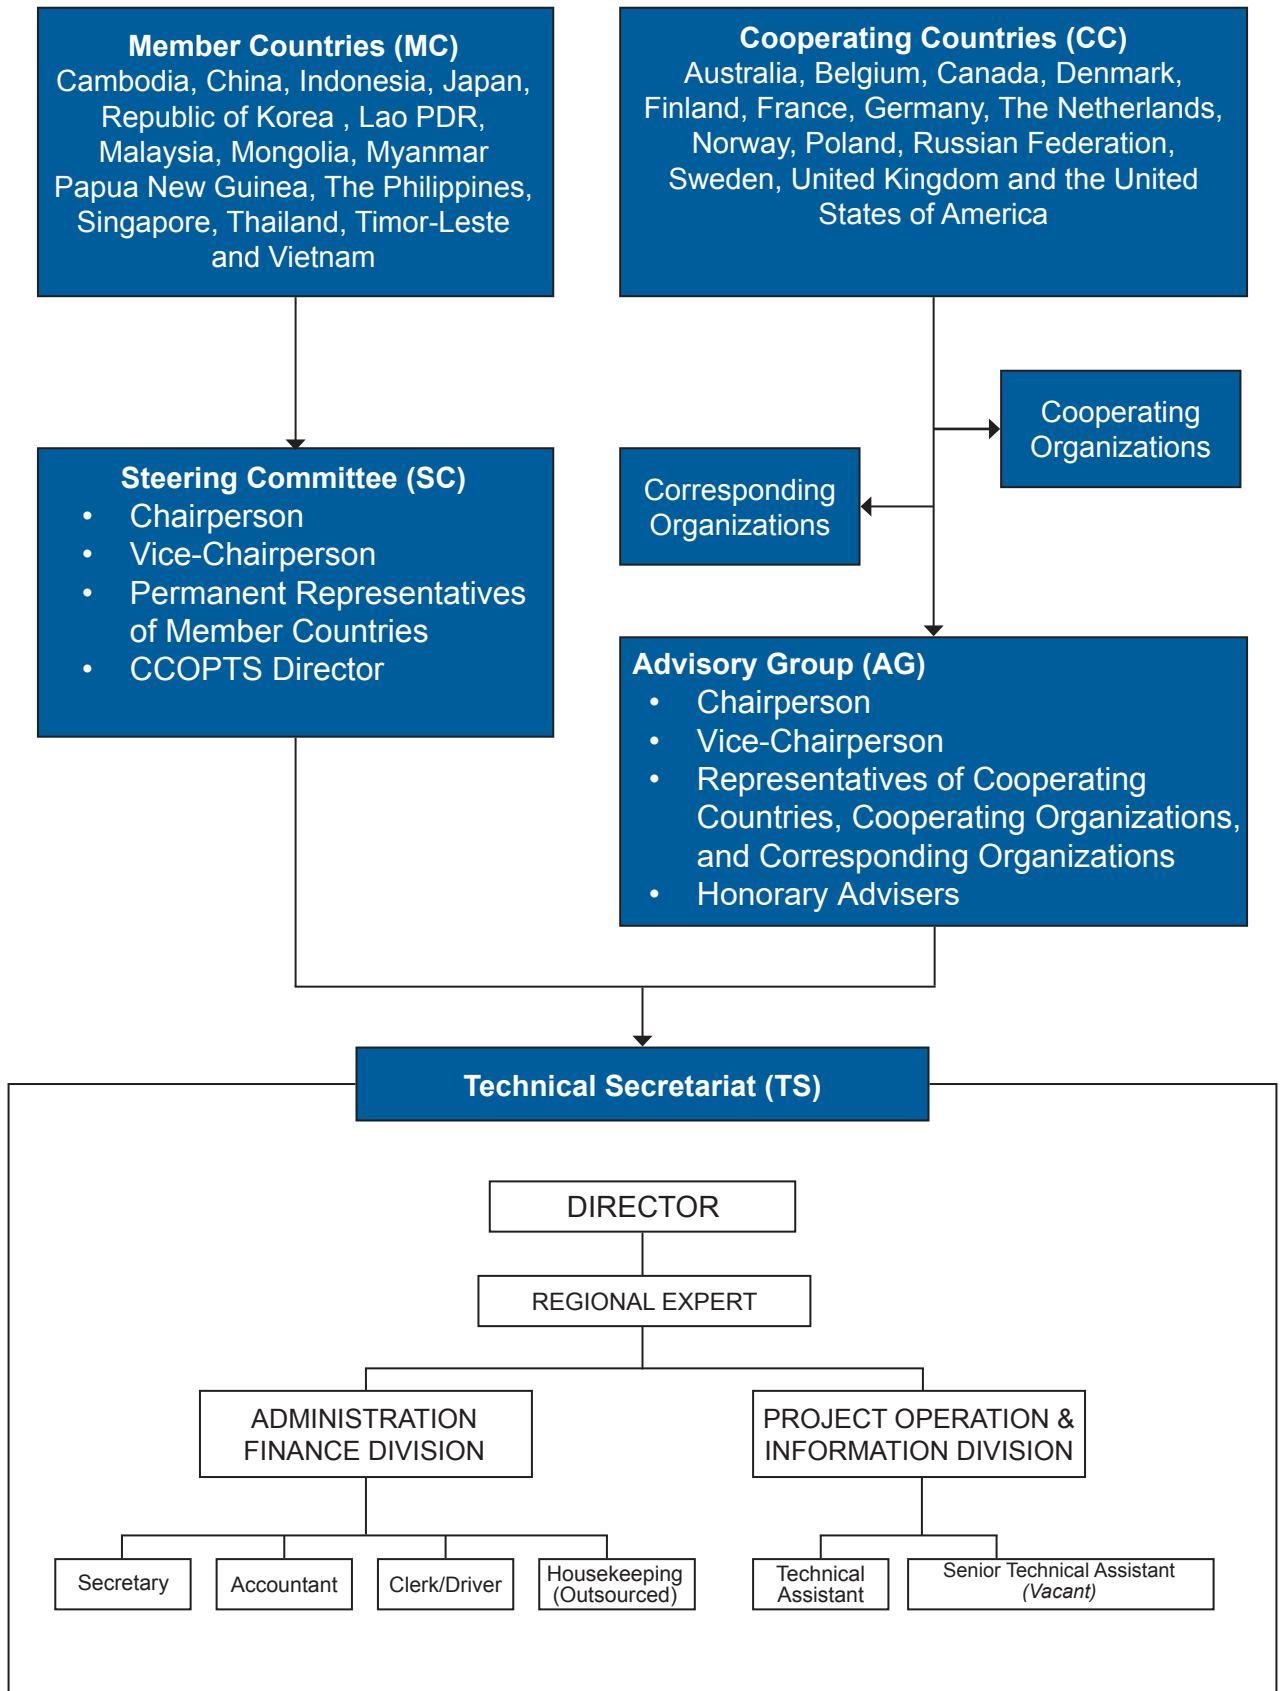 Member Countries (MC)
Cambodia, China, Indonesia, Japan,
Republic of Korea , Lao PDR,
Malaysia, Mongolia, Myanmar
Papua New Guinea, The Philippines,
Singapore, Thailand, Timor-Leste
and Vietnam
Cooperating Countries (CC)
Australia, Belgium, Canada, Denmark,
Finland, France, Germany, The Netherlands,
Norway, Poland, Russian Federation,
Sweden, United Kingdom and the United
States of America
Cooperating
Organizations
Corresponding
Organizations
Steering Committee (SC)
• Chairperson
• Vice-Chairperson
• Permanent Representatives
of Member Countries
• CCOPTS Director
Advisory Group (AG)
• Chairperson
• Vice-Chairperson
• Representatives of Cooperating
Countries, Cooperating Organizations,
and Corresponding Organizations
• Honorary Advisers
Technical Secretariat (TS)
DIRECTOR
REGIONAL EXPERT
ADMINISTRATION
FINANCE DIVISION
PROJECT OPERATION &
INFORMATION DIVISION
Secretary
Accountant
Clerk/Driver
Housekeeping
(Outsourced)
Technical
Assistant
Senior Technical Assistant
(Vacant)